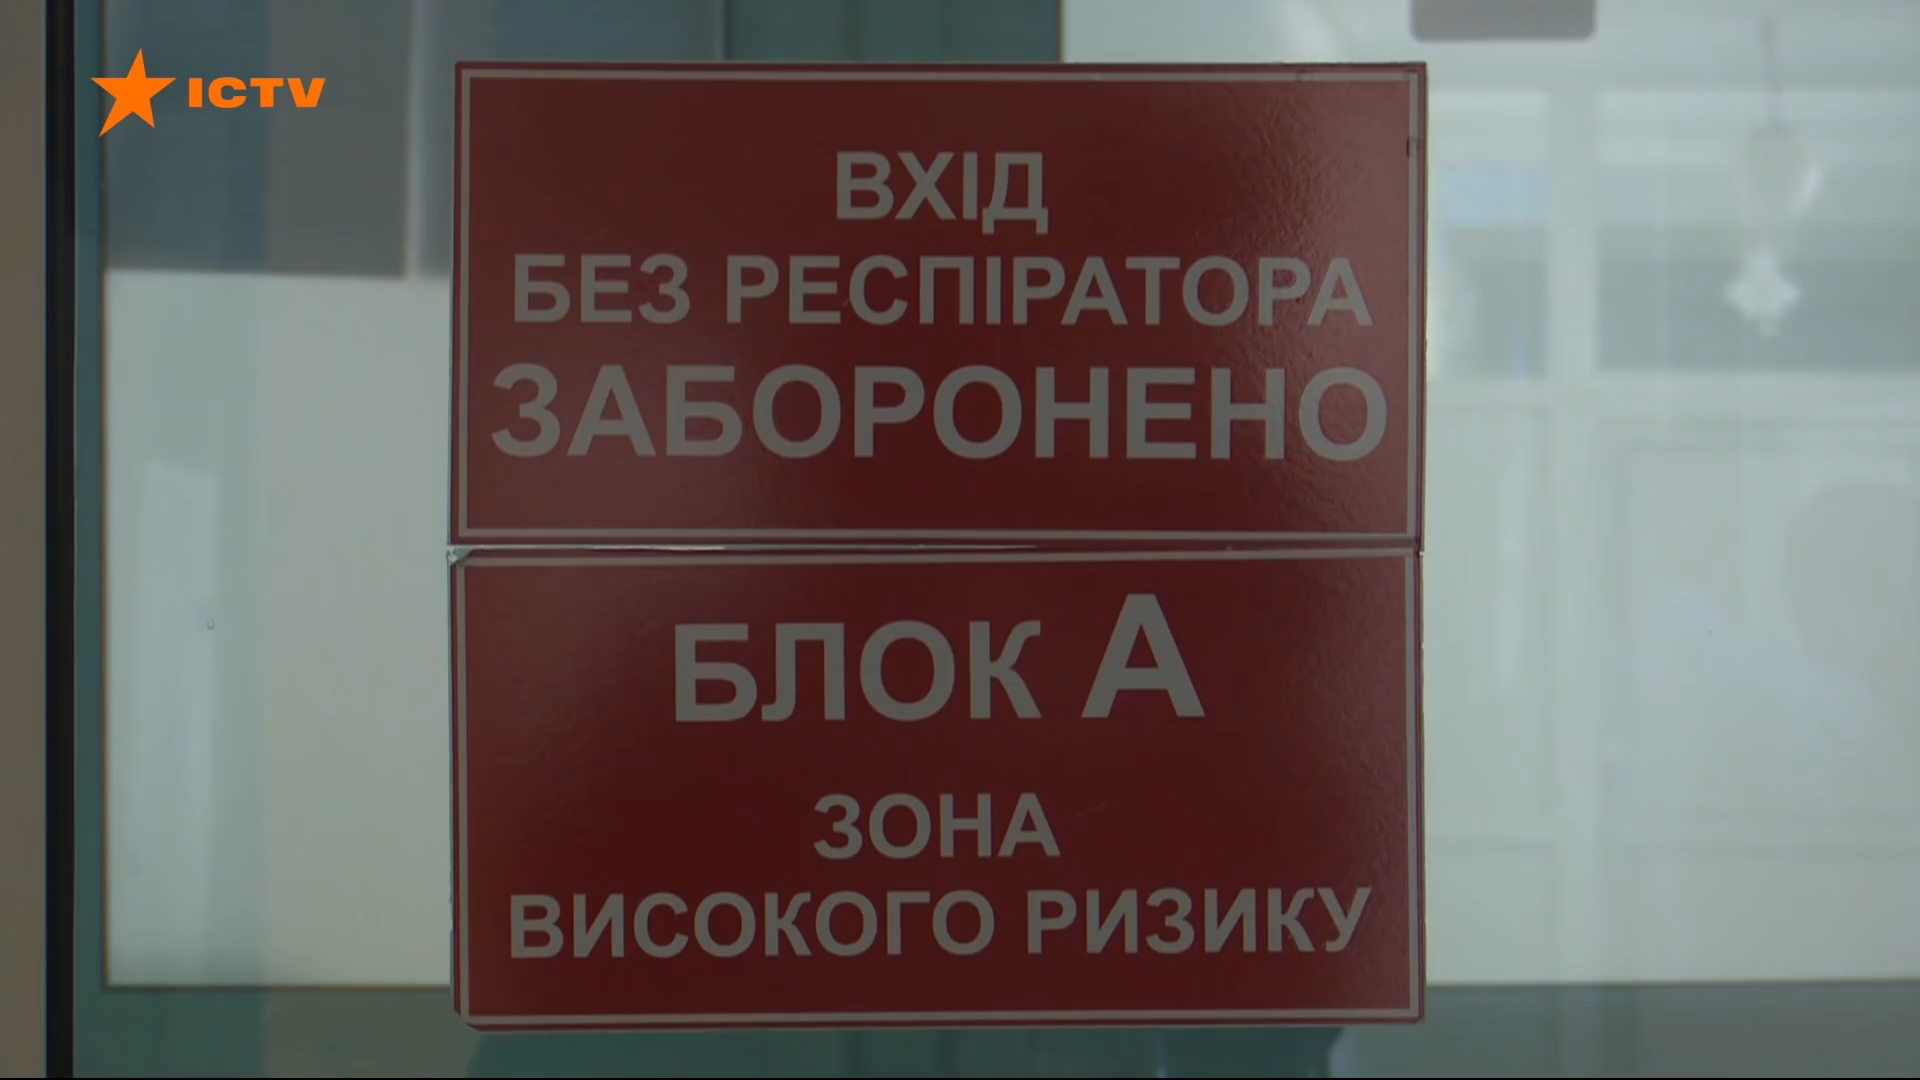 ICTV
ВХІД
БЕЗ РЕСПІРАТОРА
ЗАБОРОНЕНО
БЛОК А
ЗОНА
ВИСОКОГО РИЗИКУ